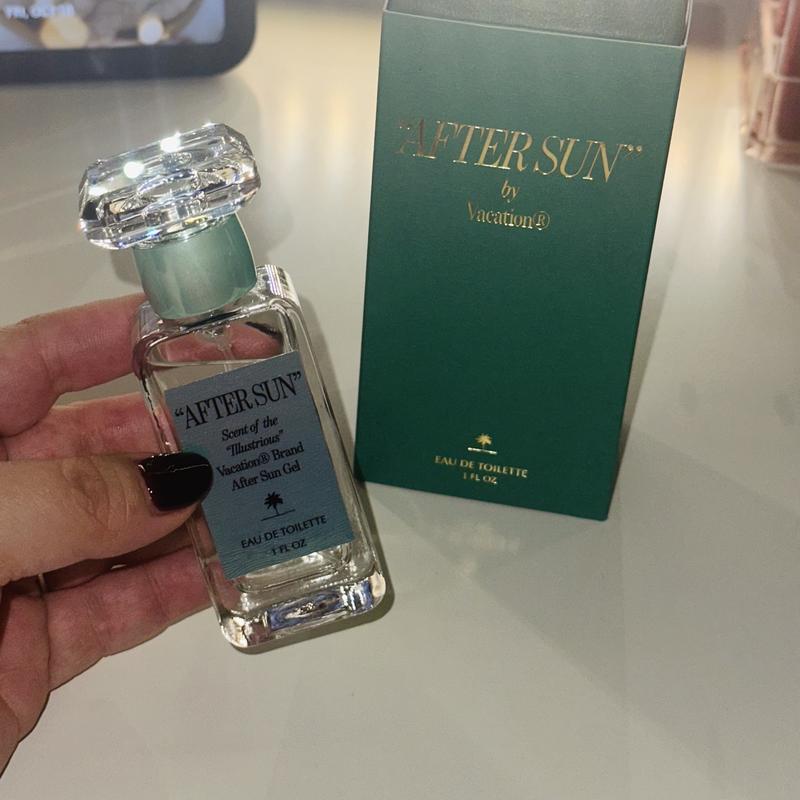 "AFTER SUN"
by
Vacation®
EAU DE TOILETTE
1 FL OZ
"AFTER SUN"
Scent of the
"Illustrious"
Vacation® Brand
After Sun Gel
EAU DE TOILETTE
1 FL OZ